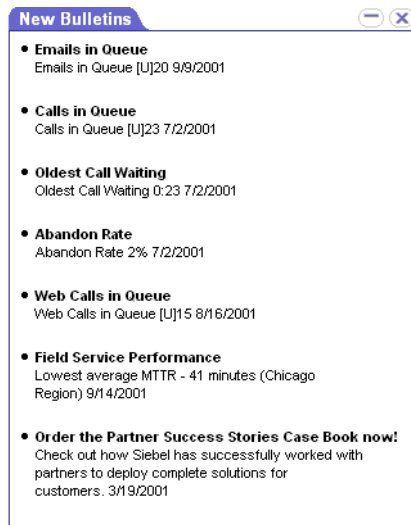 New Bulletins
Emails in Queue
Emails in Queue [U]20 9/9/2001
Calls in Queue
Calls in Queue [U]23 7/2/2001
Oldest Call Waiting
Oldest Call Waiting 0:23 7/2/2001
Abandon Rate
Abandon Rate 2% 7/2/2001
Web Calls in Queue
Web Calls in Queue [U]15 8/16/2001
Field Service Performance
Lowest average MTTR - 41 minutes (Chicago
Region) 9/14/2001
Order the Partner Success Stories Case Book now!
Check out how Siebel has successfully worked with
partners to deploy complete solutions for
customers. 3/19/2001